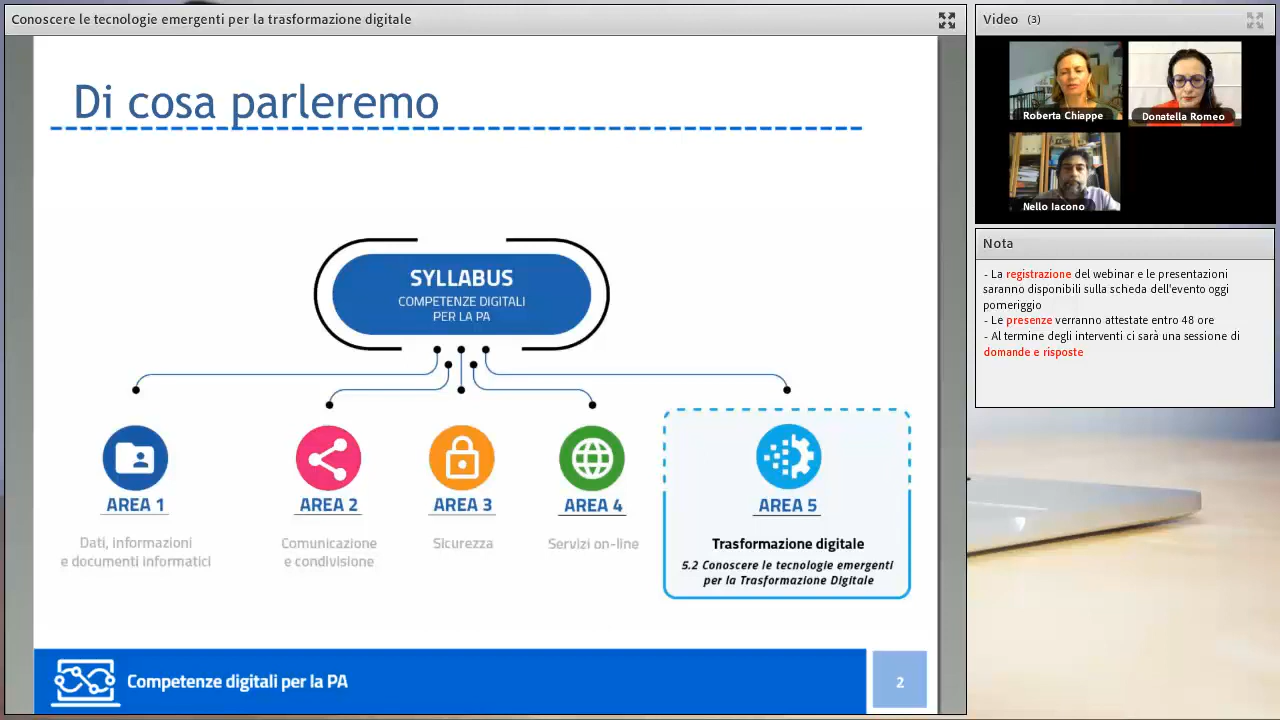 Conoscere le tecnologie emergenti per la trasformazione digitale
Di cosa parleremo
SYLLABUS
COMPETENZE DIGITALI
PER LA PA
AREA 1
Dati, informazioni
e documenti informatici
AREA 2
Comunicazione
e condivisione
AREA 3
Sicurezza
AREA 4
Servizi on-line
AREA 5
Trasformazione digitale
5.2 Conoscere le tecnologie emergenti
per la Trasformazione Digitale
Competenze digitali per la PA
2
Video (3)
Roberta Chiappe
Donatella Romeo
Nello Iacono
Nota
- La registrazione del webinar e le presentazioni
saranno disponibili sulla scheda dell'evento oggi
pomeriggio
- Le presenze verranno attestate entro 48 ore
- Al termine degli interventi ci sarà una sessione di
domande e risposte